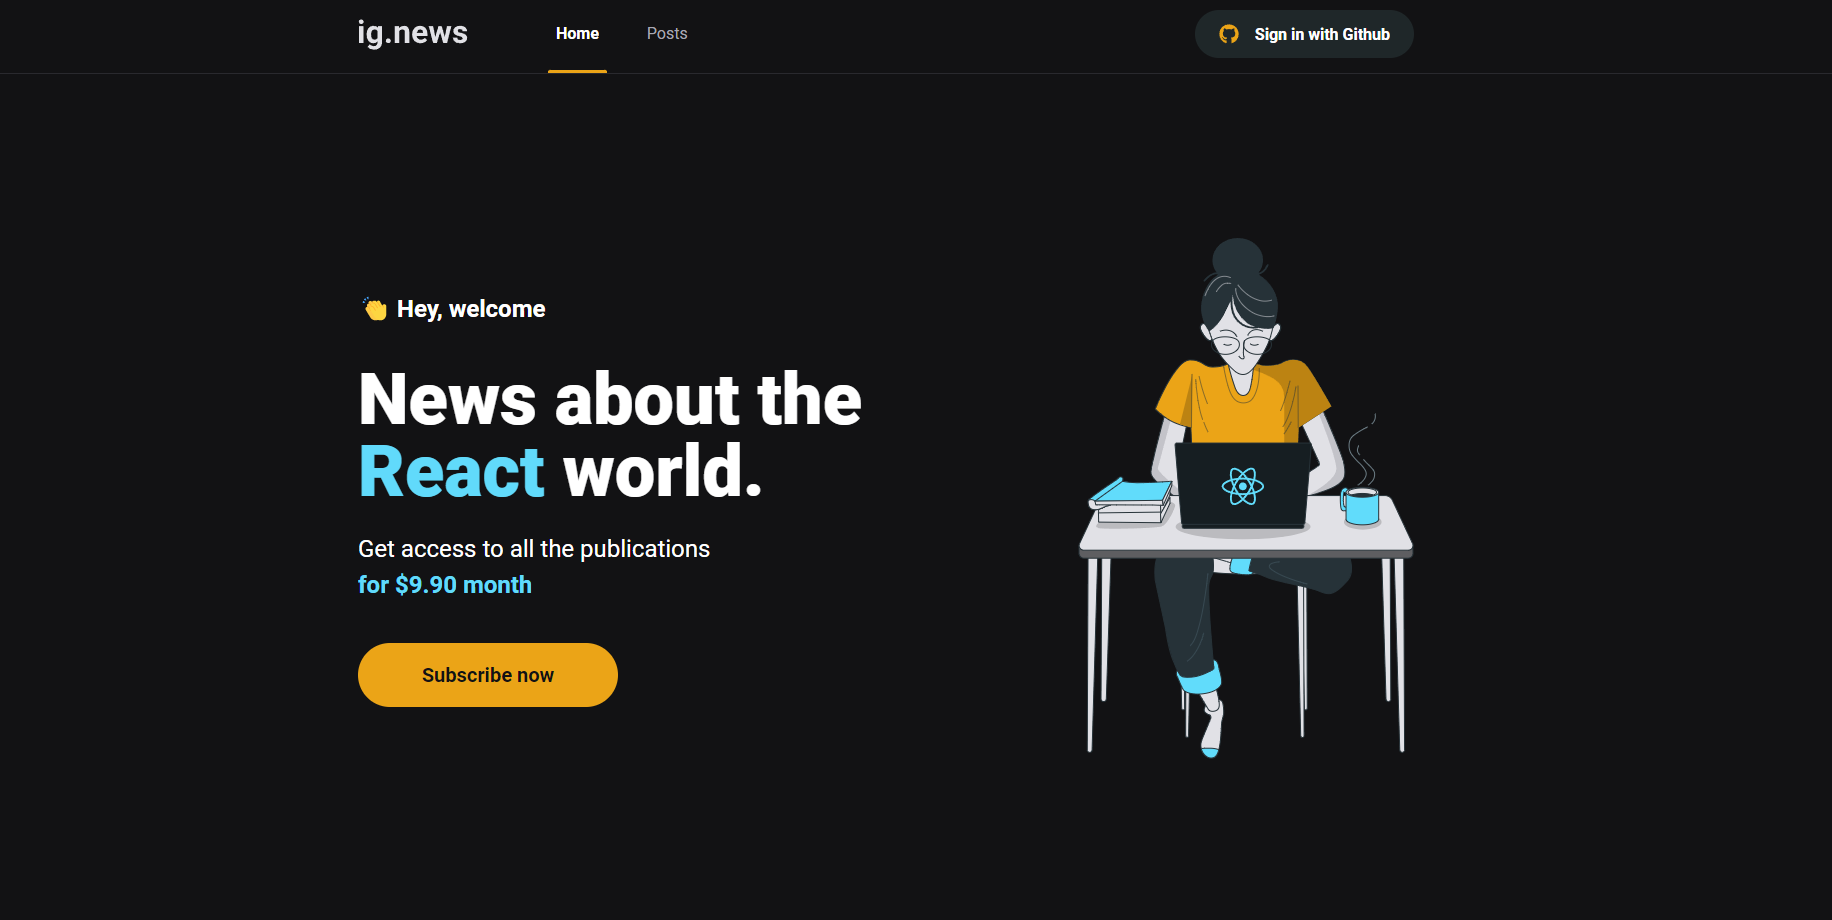 ig.news
Home
Posts
Sign in with Github
👏 Hey, welcome
News about the
React world.
Get access to all the publications
for $9.90 month
Subscribe now